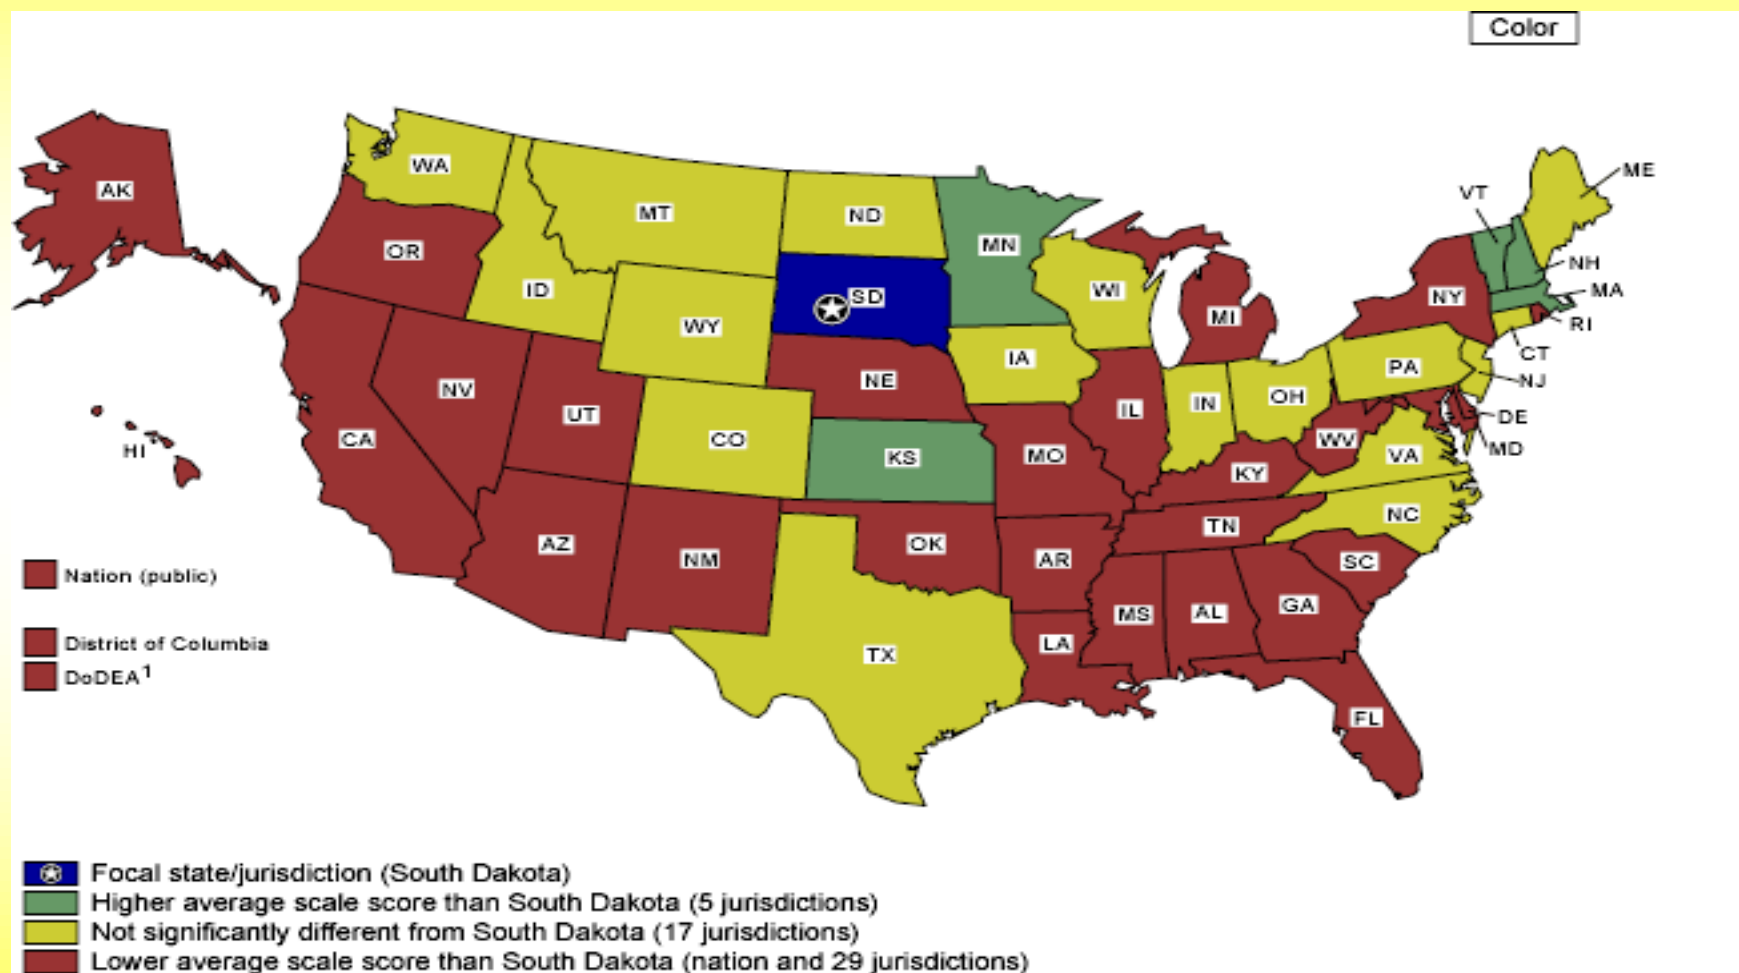 Color
ME
VT
WA
AK
MT
ND
OR
MN
NH
ID
SD
WI
NY
MA
WY
MI
RI
IA
CT
NV
NE
PA
NJ
UT
IL
IN
OH
DE
CA
CO
WV
MD
HI
KS
MO
VA
KY
AZ
NM
OK
AR
TN
NC
SC
Nation (public)
MS
AL
GA
District of Columbia
LA
DoDEA¹
TX
FL
Focal state/jurisdiction (South Dakota)
Higher average scale score than South Dakota (5 jurisdictions)
Not significantly different from South Dakota (17 jurisdictions)
Lower average scale score than South Dakota (nation and 29 jurisdictions)